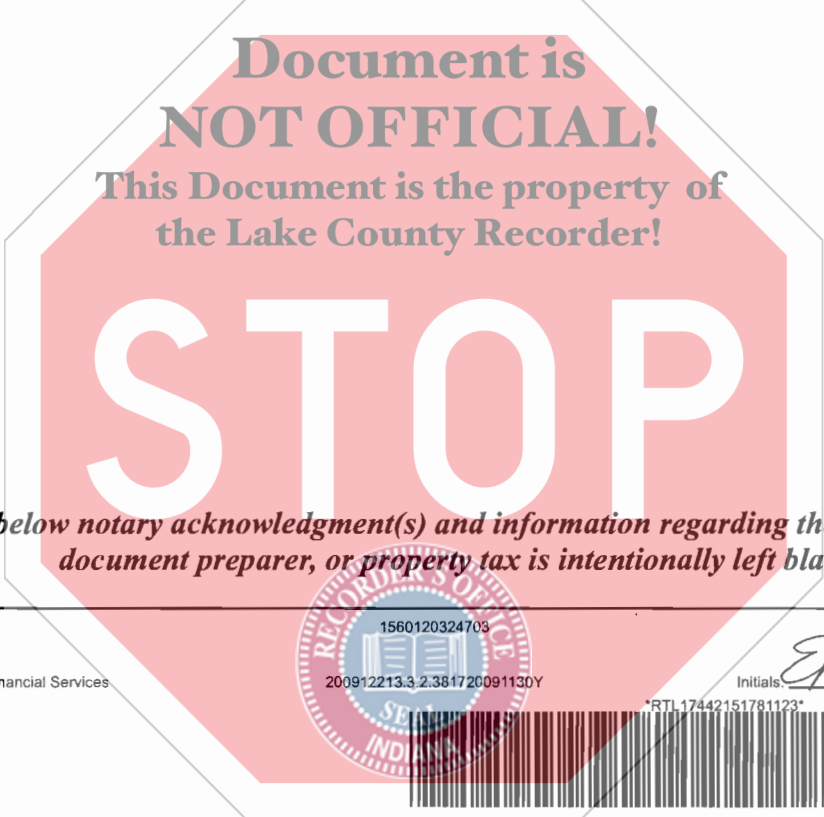 Document is
NOT OFFICIAL!
This Document is the property of
the Lake County Recorder!
STOP
below notary acknowledgment(s) and information regarding th
document preparer, or property tax is intentionally left bla
RECORDER'S OFFICE
1560120324703
nancial Services 200912213.3.2.381720091130Y Initials:
SEAL
INDIANA
*RTL17442151781123*